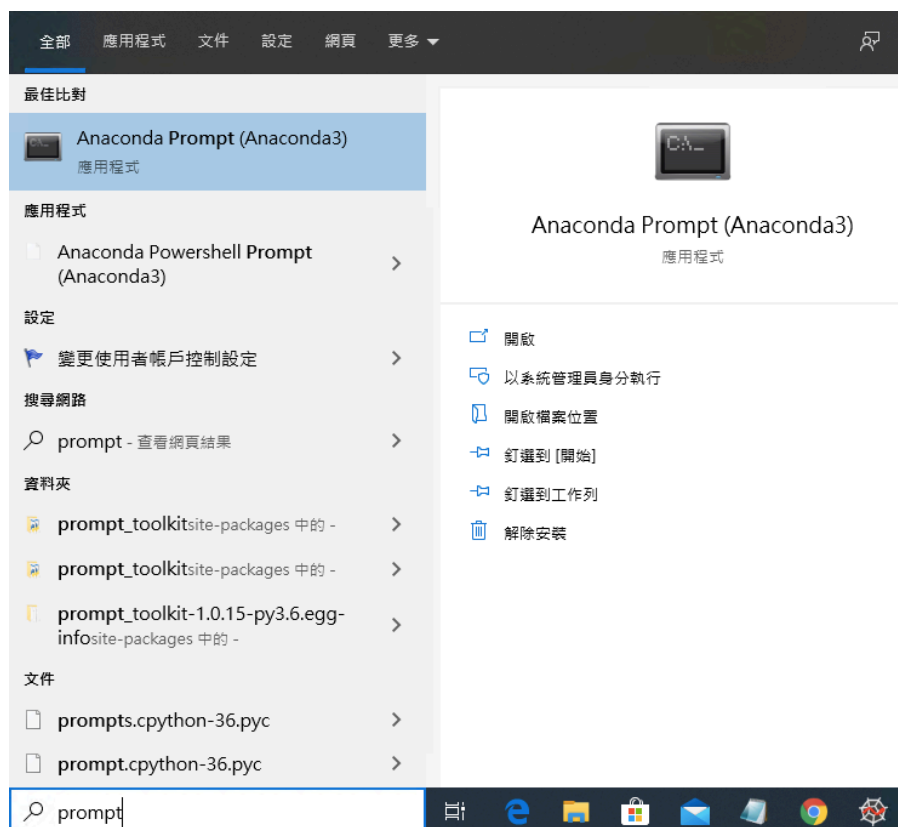 全部 應用程式 文件 設定 網頁 更多
最佳比對
Anaconda Prompt (Anaconda3)
應用程式
應用程式
Anaconda Powershell Prompt
(Anaconda3)
設定
變更使用者帳戶控制設定
搜尋網路
prompt - 查看網頁結果
資料夾
prompt_toolkitsite-packages 中的 -
prompt_toolkitsite-packages 中的 -
prompt_toolkit-1.0.15-py3.6.egg-
infosite-packages 中的 -
文件
prompts.cpython-36.pyc
prompt.cpython-36.pyc
prompt
C:\_
Anaconda Prompt (Anaconda3)
應用程式
開啟
以系統管理員身分執行
開啟檔案位置
釘選到 [開始]
釘選到工作列
解除安裝